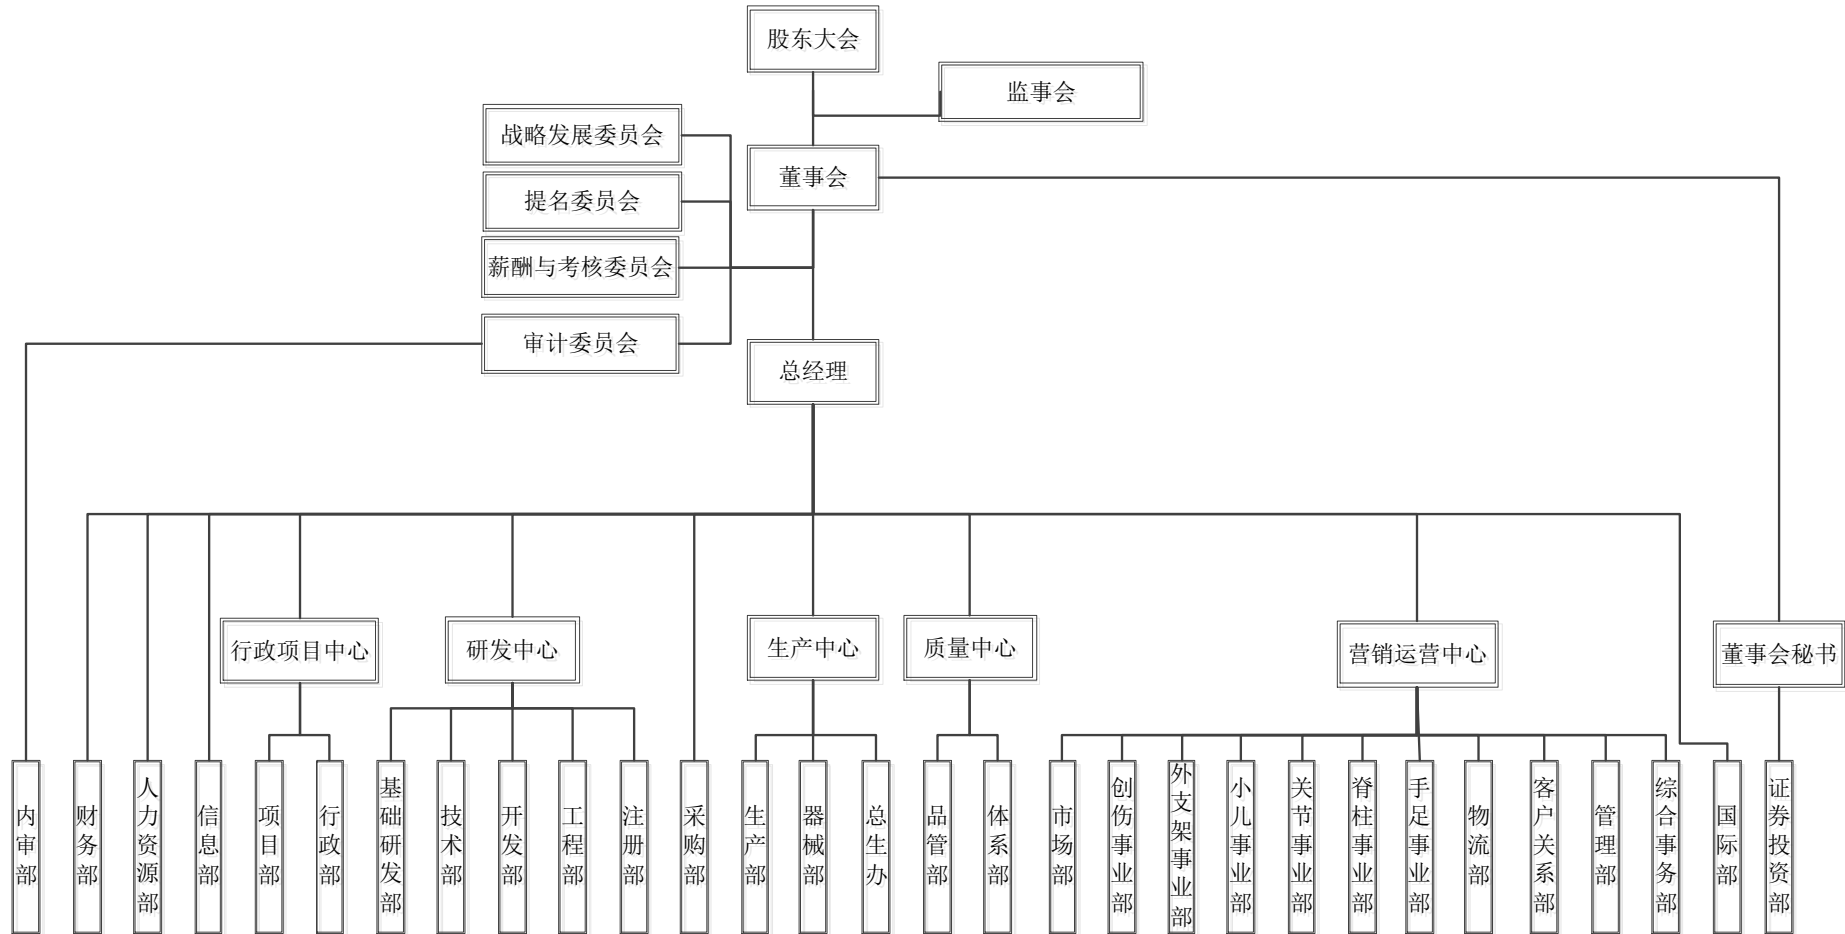 股东大会
监事会
战略发展委员会
董事会
提名委员会
薪酬与考核委员会
审计委员会
总经理
行政项目中心
研发中心
生产中心
质量中心
营销运营中心
董事会秘书
内审部
财务部
人力资源部
信息部
项目部
行政部
基础研发部
技术部
开发部
工程部
注册部
采购部
生产部
器械部
总生办
品管部
体系部
市场部
创伤事业部
外支架事业部
小儿事业部
关节事业部
脊柱事业部
手足事业部
物流部
客户关系部
管理部
综合事务部
国际部
证券投资部